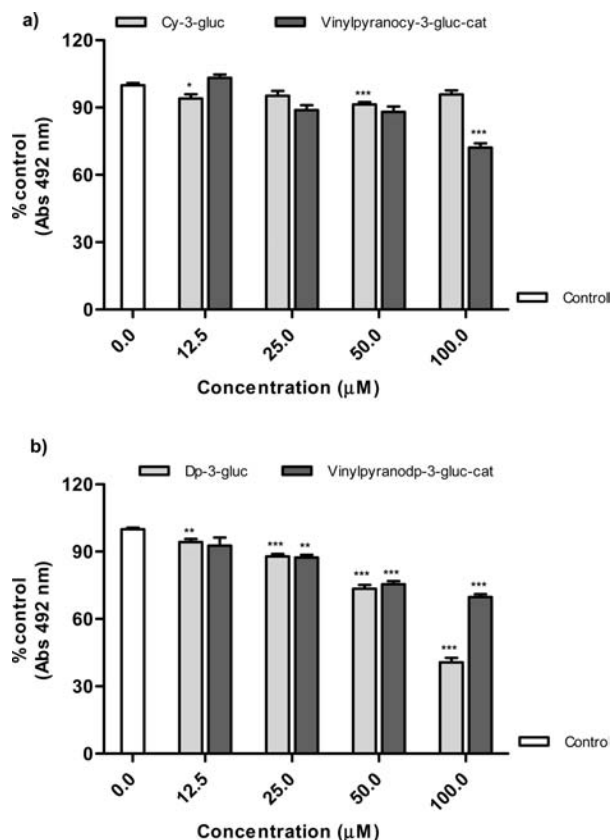 a)
Cy-3-gluc
Vinylpyranocy-3-gluc-cat
120
90
60
30
0
%control
(Abs 492 nm)
*
***
***
Control
0.0
12.5
25.0
50.0
100.0
Concentration (μM)
b)
Dp-3-gluc
Vinylpyranodp-3-gluc-cat
120
90
60
30
0
%control
(Abs 492 nm)
**
***
**
***
***
***
***
Control
0.0
12.5
25.0
50.0
100.0
Concentration (μM)